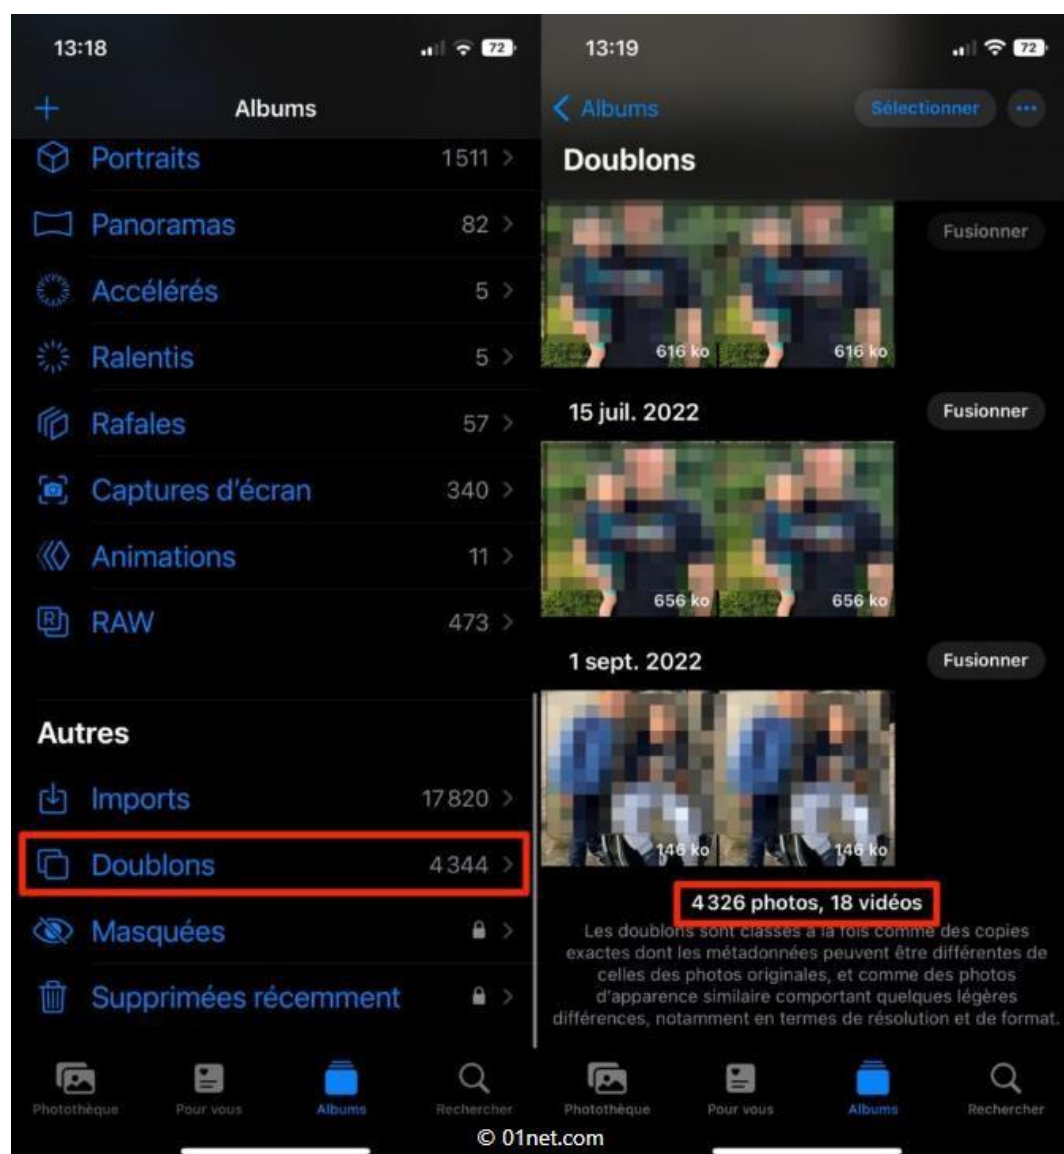 13:18
72
Albums
Portraits 1 511
Panoramas 82
Accélérés 5
Ralentis 5
Rafales 57
Captures d'écran 340
Animations 11
RAW 473
Autres
Imports 17 820
Doublons 4 344
Masquées
Supprimées récemment
Photothèque Pour vous Albums Rechercher
13:19
72
Albums Sélectionner
Doublons
Fusionner
616 ko 616 ko
15 juil. 2022 Fusionner
656 ko 656 ko
1 sept. 2022 Fusionner
146 ko 146 ko
4 326 photos, 18 vidéos
Les doublons sont classés à la fois comme des copies
exactes dont les métadonnées peuvent être différentes de
celles des photos originales, et comme des photos
d'apparence similaire comportant quelques légères
différences, notamment en termes de résolution et de format.
Photothèque Pour vous Albums Rechercher
© 01net.com